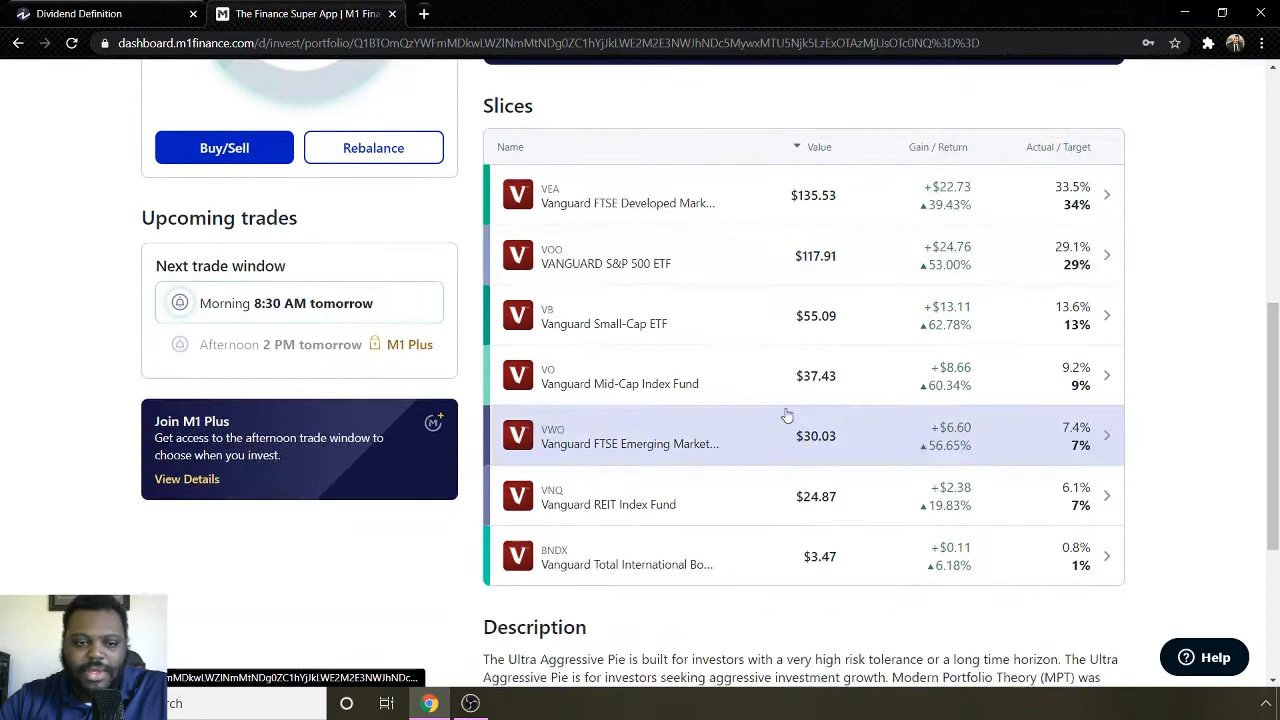 Dividend Definition
The Finance Super App | M1 Fina
dashboard.m1finance.com/d/invest/portfolio/Q1BTOmQzYWFmMDkwLWZlNmMtNDg0ZC1hYjJkLWE2M2E3NWJhNDc5MywxMTU5Njk5LzExOTAzMjUsOTc0NQ%3D%3D
Buy/Sell
Rebalance
Upcoming trades
Next trade window
Morning 8:30 AM tomorrow
Afternoon 2 PM tomorrow M1 Plus
Join M1 Plus
Get access to the afternoon trade window to
choose when you invest.
View Details
Slices
Name Value Gain / Return Actual / Target
VEA
Vanguard FTSE Developed Mark...
$135.53
+$22.73
▲39.43%
33.5%
34%
VOO
VANGUARD S&P 500 ETF
$117.91
+$24.76
▲53.00%
29.1%
29%
VB
Vanguard Small-Cap ETF
$55.09
+$13.11
▲62.78%
13.6%
13%
VO
Vanguard Mid-Cap Index Fund
$37.43
+$8.66
▲60.34%
9.2%
9%
VWO
Vanguard FTSE Emerging Market...
$30.03
+$6.60
▲56.65%
7.4%
7%
VNQ
Vanguard REIT Index Fund
$24.87
+$2.38
▲19.83%
6.1%
7%
BNDX
Vanguard Total International Bo...
$3.47
+$0.11
▲6.18%
0.8%
1%
Description
The Ultra Aggressive Pie is built for investors with a very high risk tolerance or a long time horizon. The Ultra
Aggressive Pie is for investors seeking aggressive investment growth. Modern Portfolio Theory (MPT) was
Help